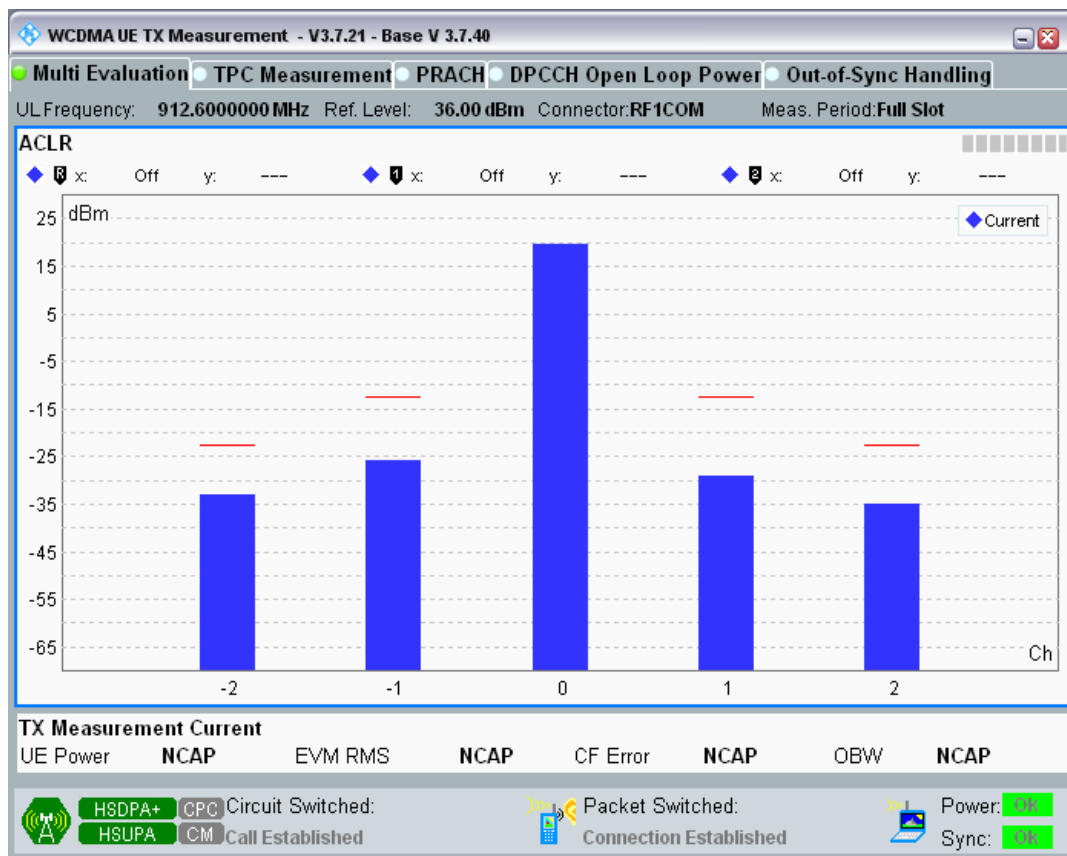 WCDMA UE TX Measurement - V3.7.21 - Base V 3.7.40
Multi Evaluation TPC Measurement PRACH DPCCH Open Loop Power Out-of-Sync Handling
UL Frequency: 912.6000000 MHz Ref. Level: 36.00 dBm Connector:RF1COM Meas. Period:Full Slot
ACLR
R x: Off y: --- 1 x: Off y: --- 2 x: Off y: ---
dBm
Current
25
15
5
-5
-15
-25
-35
-45
-55
-65
Ch
-2 -1 0 1 2
TX Measurement Current
UE Power NCAP EVM RMS NCAP CF Error NCAP OBW NCAP
HSDPA+ CPC Circuit Switched: Packet Switched: Power: Ok
HSUPA CM Call Established Connection Established Sync: Ok